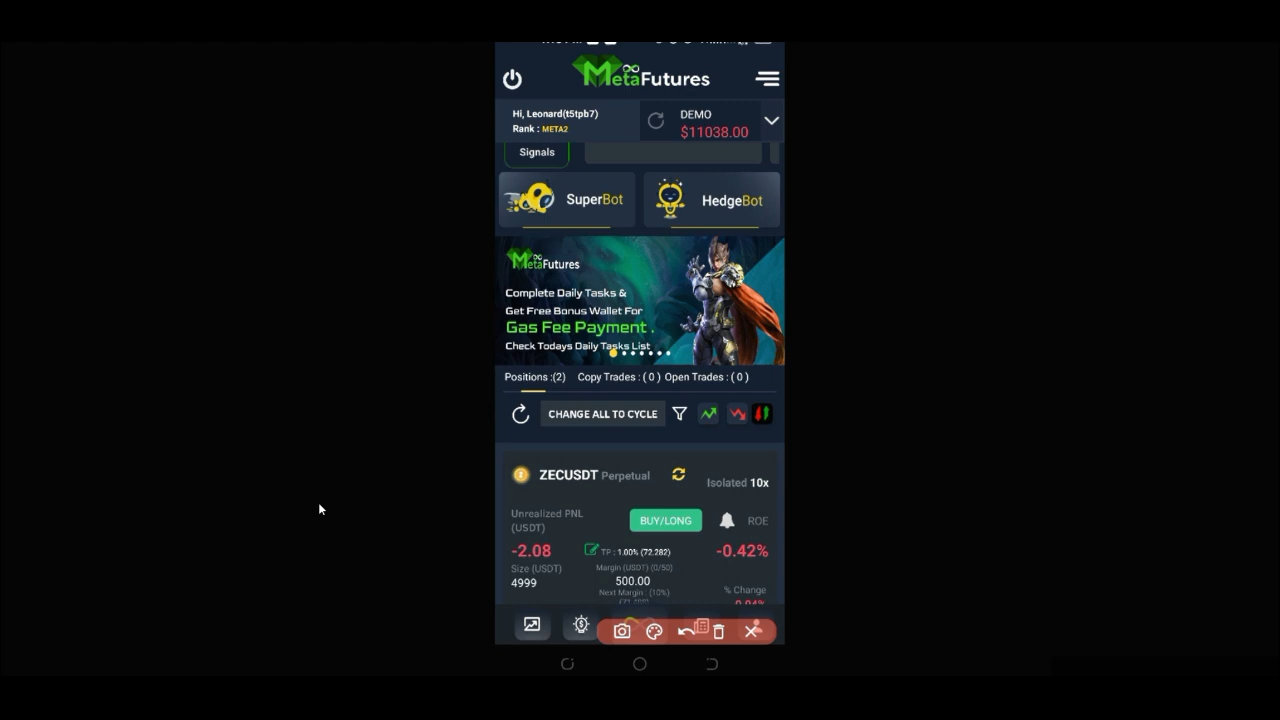 MetaFutures
Hi, Leonard(t5tpb7)
Rank : META2
DEMO
$11038.00
Signals
SuperBot
HedgeBot
MetaFutures
Complete Daily Tasks &
Get Free Bonus Wallet For
Gas Fee Payment .
Check Todays Daily Tasks List
Positions :(2) Copy Trades : ( 0 ) Open Trades : ( 0 )
CHANGE ALL TO CYCLE
ZECUSDT Perpetual
Isolated 10x
Unrealized PNL
(USDT)
BUY/LONG
ROE
-2.08
TP : 1.00% (72.282)
-0.42%
Size (USDT)
4999
Margin (USDT) (0/50)
500.00
Next Margin : (10%)
% Change